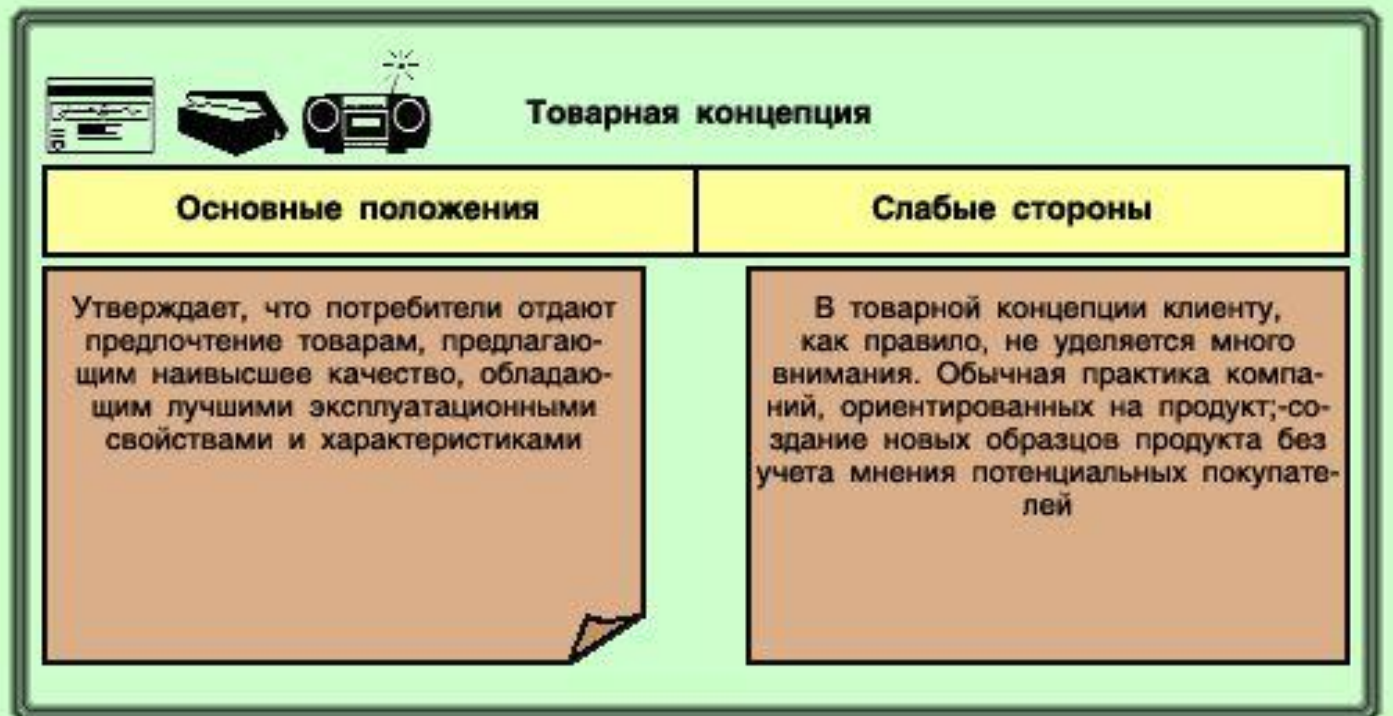 Товарная концепция
Основные положения
Слабые стороны
Утверждает, что потребители отдают
предпочтение товарам, предлагаю-
щим наивысшее качество, обладаю-
щим лучшими эксплуатационными
свойствами и характеристиками
В товарной концепции клиенту,
как правило, не уделяется много
внимания. Обычная практика компа-
ний, ориентированных на продукт;-со-
здание новых образцов продукта без
учета мнения потенциальных покупате-
лей